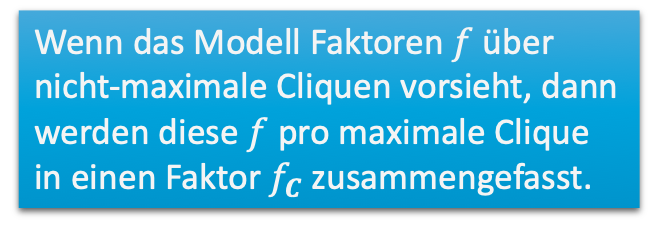 Wenn das Modell Faktoren 𝑓 über
nicht-maximale Cliquen vorsieht, dann
werden diese 𝑓 pro maximale Clique
in einen Faktor 𝑓_𝑪 zusammengefasst.